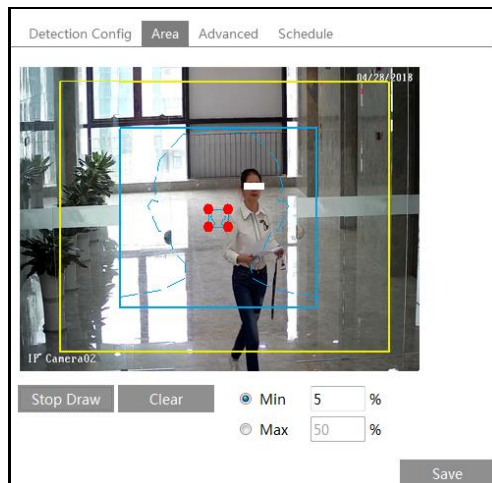 Detection Config Area Advanced Schedule
04/28/2018
IP Camera02
Stop Draw Clear Min 5 %
Max 50 %
Save